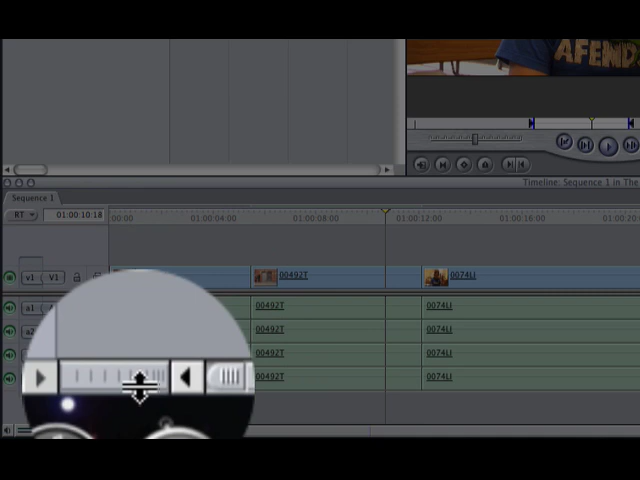 AFEND
Timeline: Sequence 1 in The
Sequence 1
RT
01:00:10:18
00:00
01:00:04:00
01:00:08:00
01:00:12:00
01:00:16:00
v1
V1
00492T
0074LI
a1
00492T
0074LI
00492T
0074LI
00492T
0074LI
00492T
0074LI